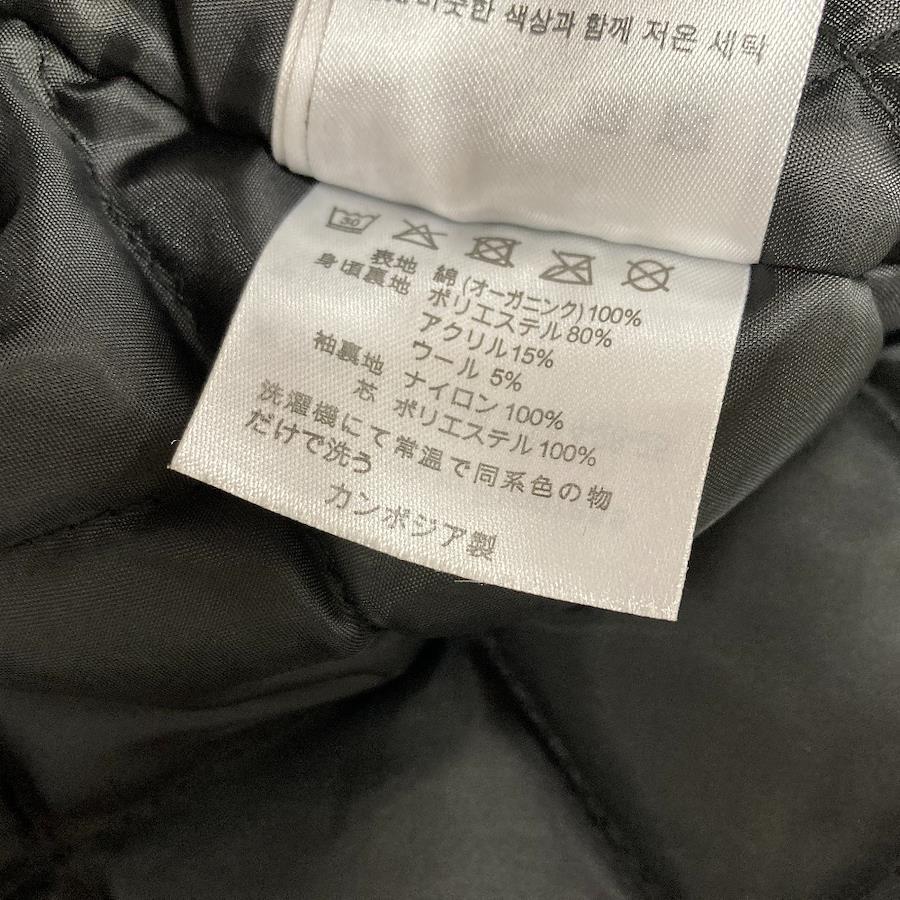 비슷한 색상과 함께 저온 세탁
30
表地 綿(オーガニンク)100%
身頃裏地 ポリエステル80%
アクリル15%
ウール 5%
袖裏地 ナイロン100%
芯 ポリエステル100%
洗濯機にて常温で同系色の物
だけで洗う
カンポジア製